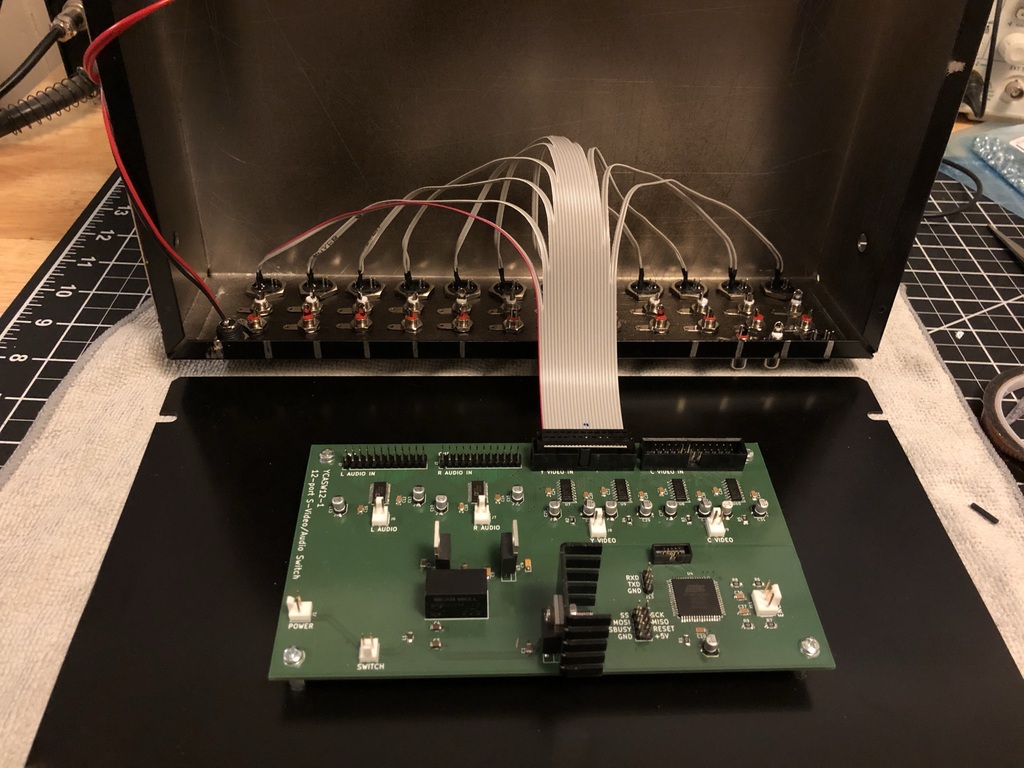 13
12
11
10
9
8
L AUDIO IN
R AUDIO IN
Y VIDEO IN
C VIDEO IN
YCASW12-1
12-port S-Video/Audio Switch
L AUDIO
R AUDIO
Y VIDEO
C VIDEO
RXD
TXD
GND
SS SCK
MOSI MISO
SBUSY RESET
GND +5V
POWER
SWITCH